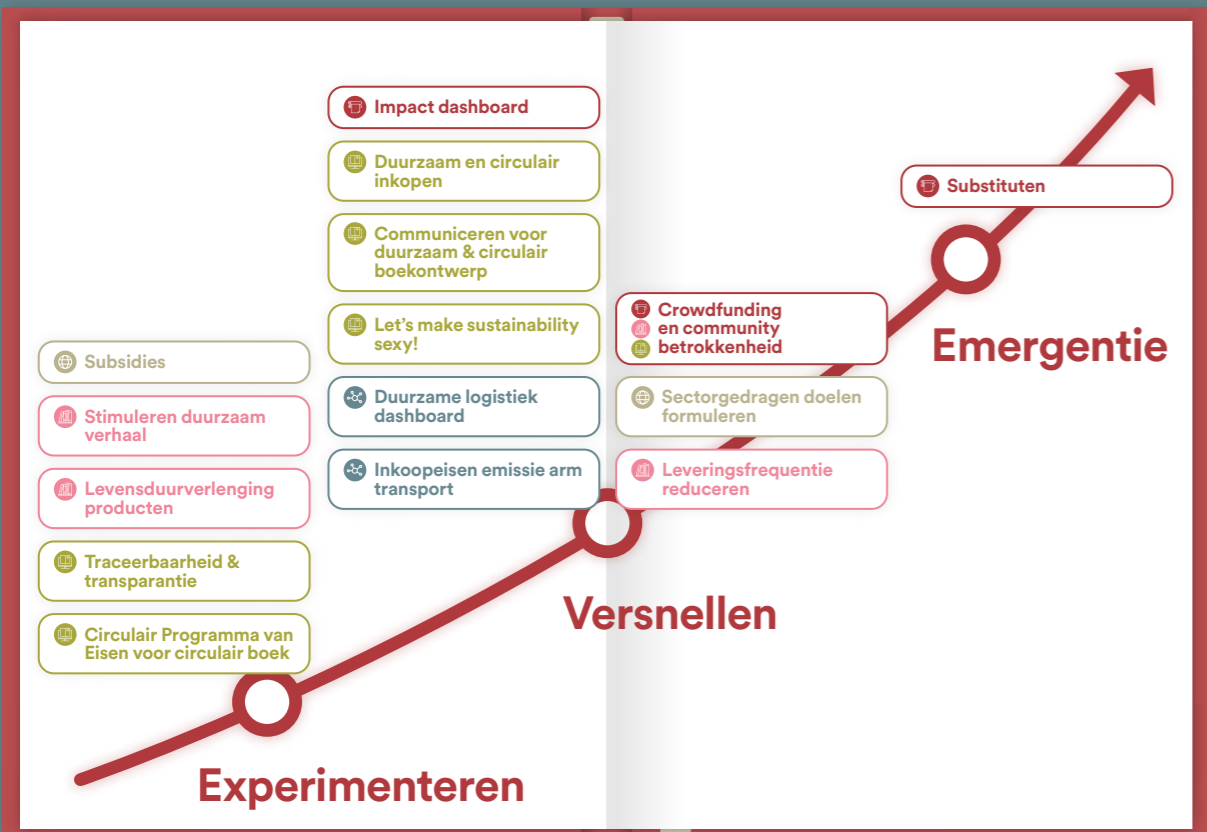 Impact dashboard
Duurzaam en circulair
inkopen
Communiceren voor
duurzaam & circulair
boekontwerp
Let's make sustainability
sexy!
Duurzame logistiek
dashboard
Inkoopeisen emissie arm
transport
Subsidies
Stimuleren duurzaam
verhaal
Levensduurverlenging
producten
Traceerbaarheid &
transparantie
Circulair Programma van
Eisen voor circulair boek
Substituten
Crowdfunding
en community
betrokkenheid
Sectorgedragen doelen
formuleren
Leveringsfrequentie
reduceren
Emergentie
Versnellen
Experimenteren